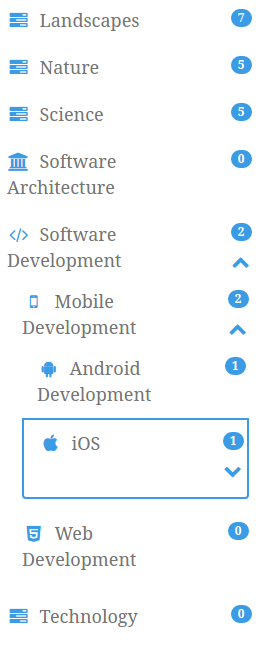 Landscapes 7
Nature 5
Science 5
Software 0
Architecture
Software 2
Development
Mobile 2
Development
Android 1
Development
iOS 1
Web 0
Development
Technology 0